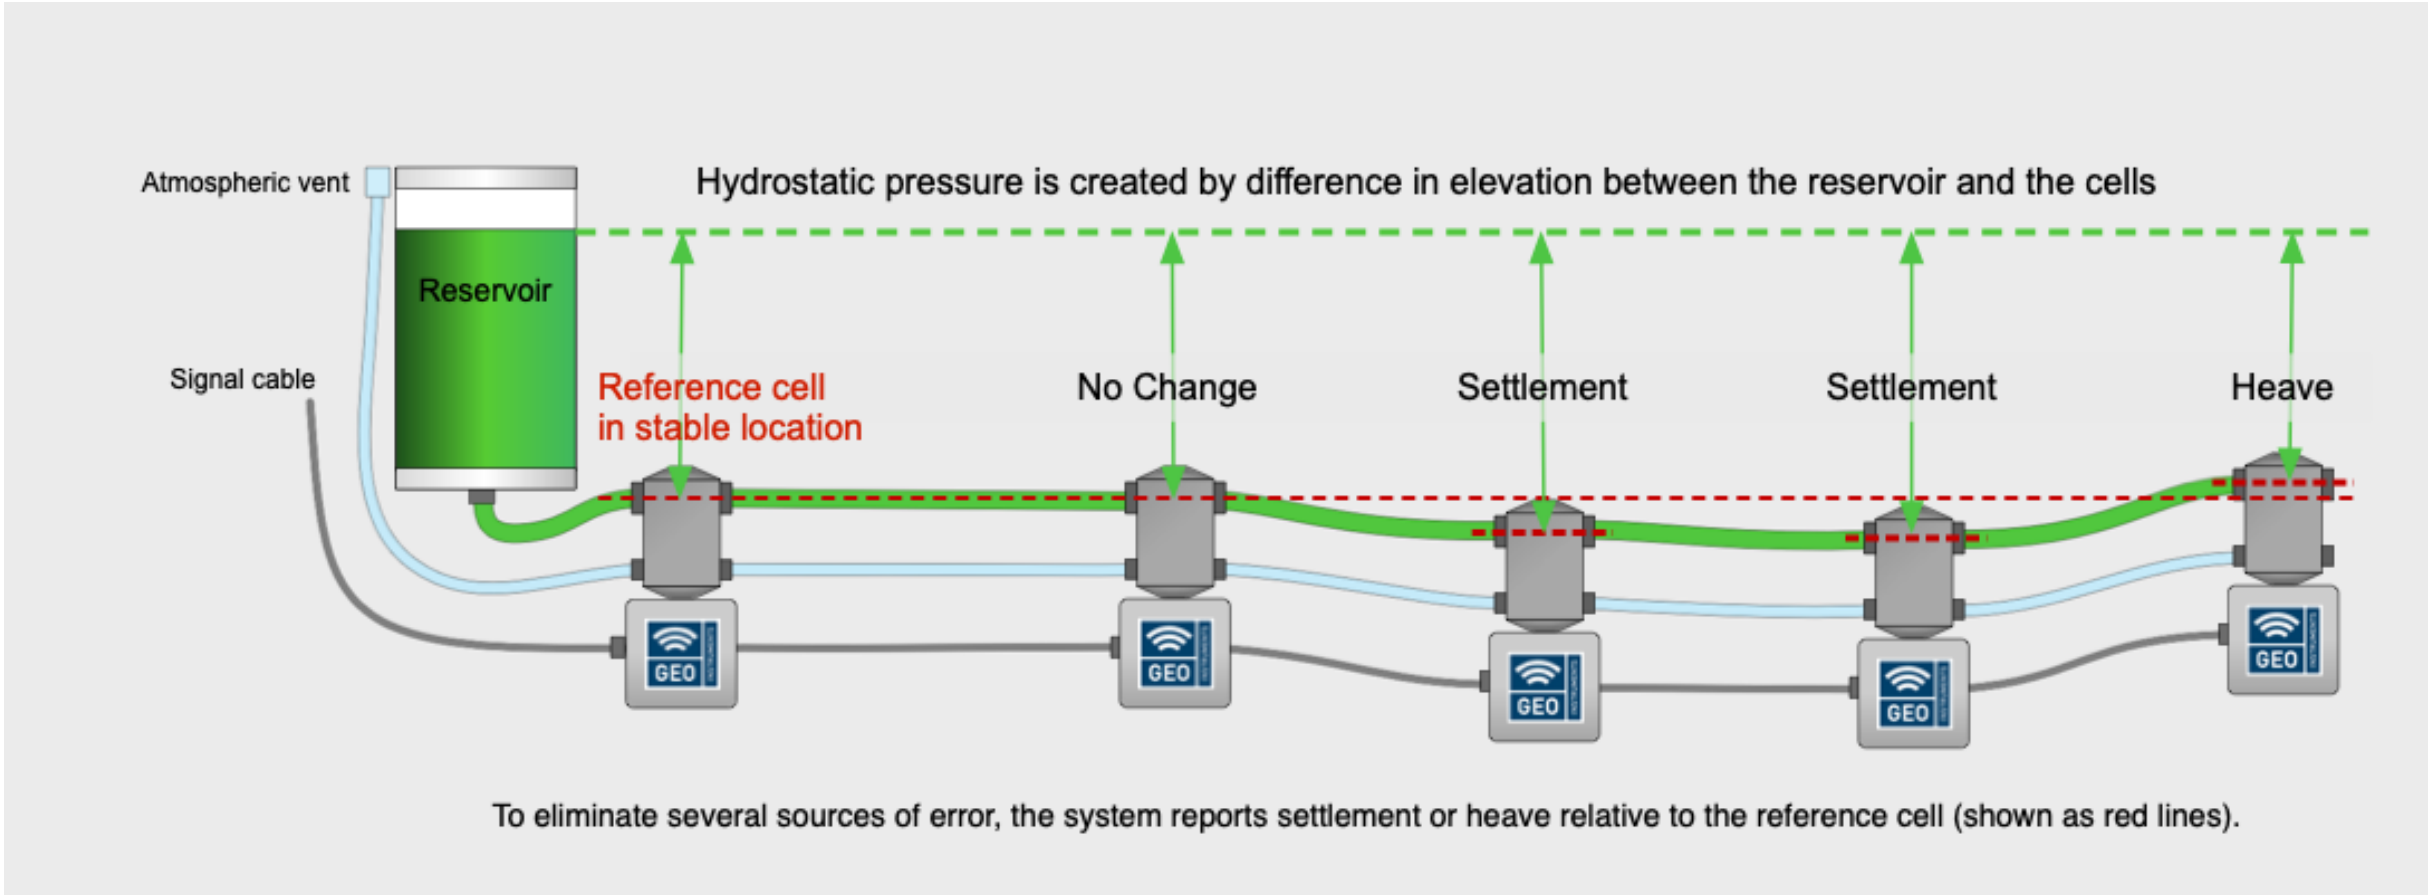 Atmospheric vent
Hydrostatic pressure is created by difference in elevation between the reservoir and the cells
Reservoir
Signal cable
Reference cell
in stable location
No Change
Settlement
Settlement
Heave
GEO
GEO
GEO
GEO
GEO
To eliminate several sources of error, the system reports settlement or heave relative to the reference cell (shown as red lines).